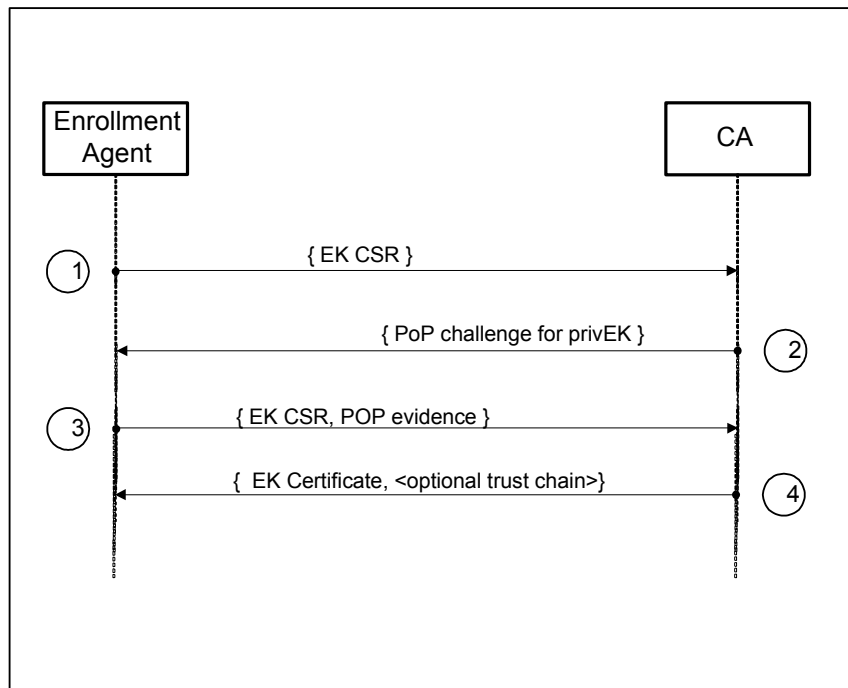 Enrollment
Agent
CA
{ EK CSR }
1
{ PoP challenge for privEK }
2
{ EK CSR, POP evidence }
3
{ EK Certificate, <optional trust chain>}
4